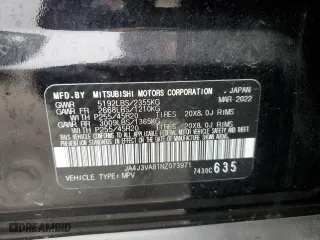 MFD.BY MITSUBISHI MOTORS CORPORATION , JAPAN
GVWR 5192LBS/2355KG MAR-2022
GAWR FR 2668LBS/1210KG
WITH P255/45R20 TIRES 20X8.0J RIMS
GAWR RR 3009LBS/1365KG
WITH P255/45R20 TIRES 20X8.0J RIMS
JA4J3VA81NZ073971
VEHICLE TYPE:MPV 7430C 635